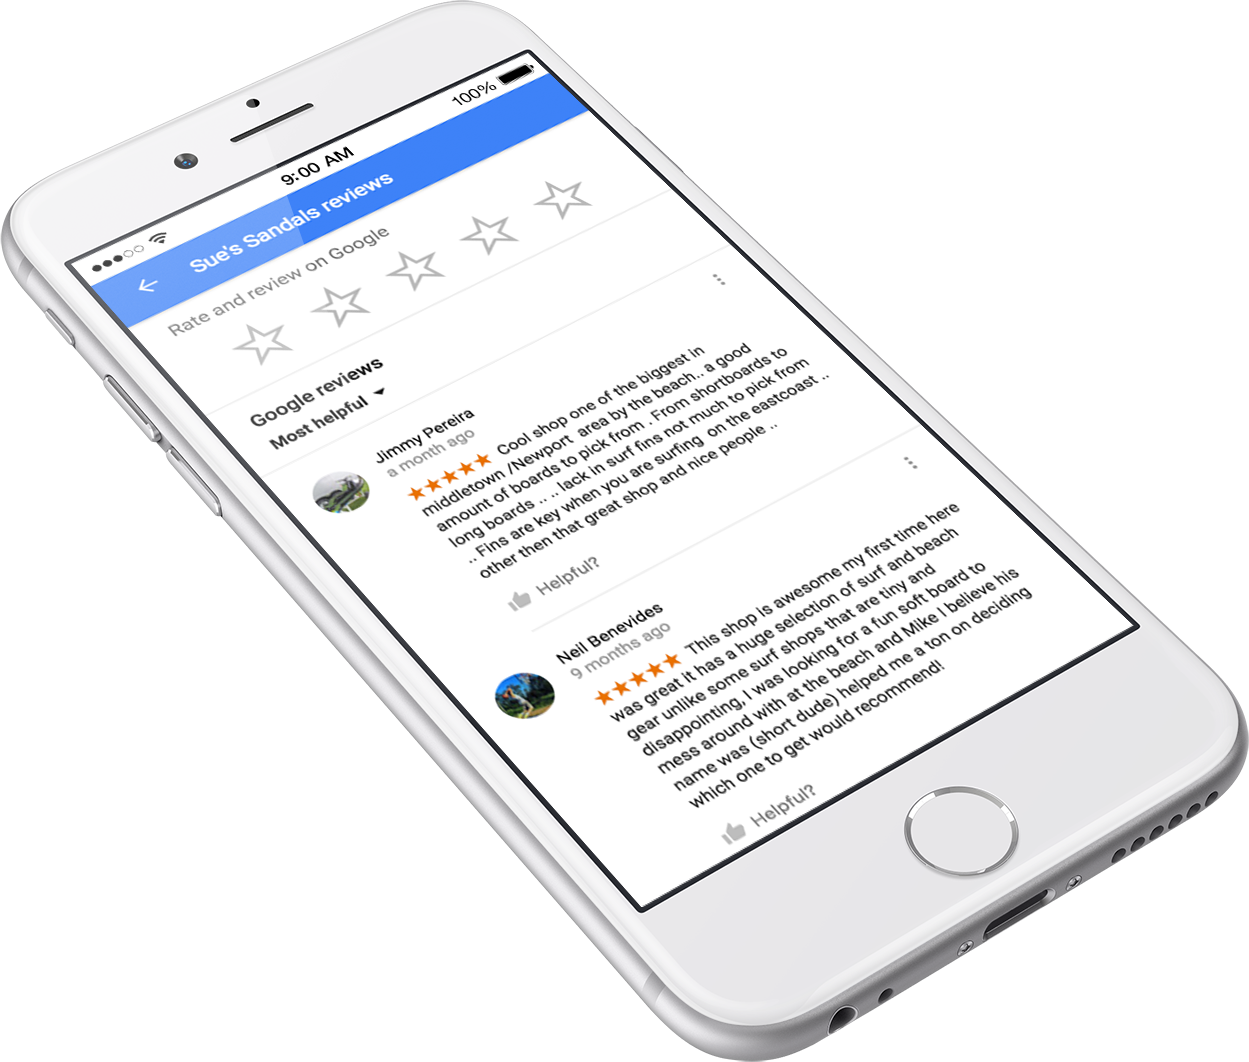 100%
9:00 AM
Sue's Sandals reviews
Rate and review on Google
Google reviews
Most helpful
Jimmy Pereira
a month ago
Cool shop one of the biggest in
middletown /Newport area by the beach.. a good
amount of boards to pick from . From shortboards to
long boards .. .. lack in surf fins not much to pick from
.. Fins are key when you are surfing on the eastcoast ..
other then that great shop and nice people ..
Helpful?
Neil Benevides
9 months ago
This shop is awesome my first time here
was great it has a huge selection of surf and beach
gear unlike some surf shops that are tiny and
disappointing, I was looking for a fun soft board to
mess around with at the beach and Mike I believe his
name was (short dude) helped me a ton on deciding
which one to get would recommend!
Helpful?